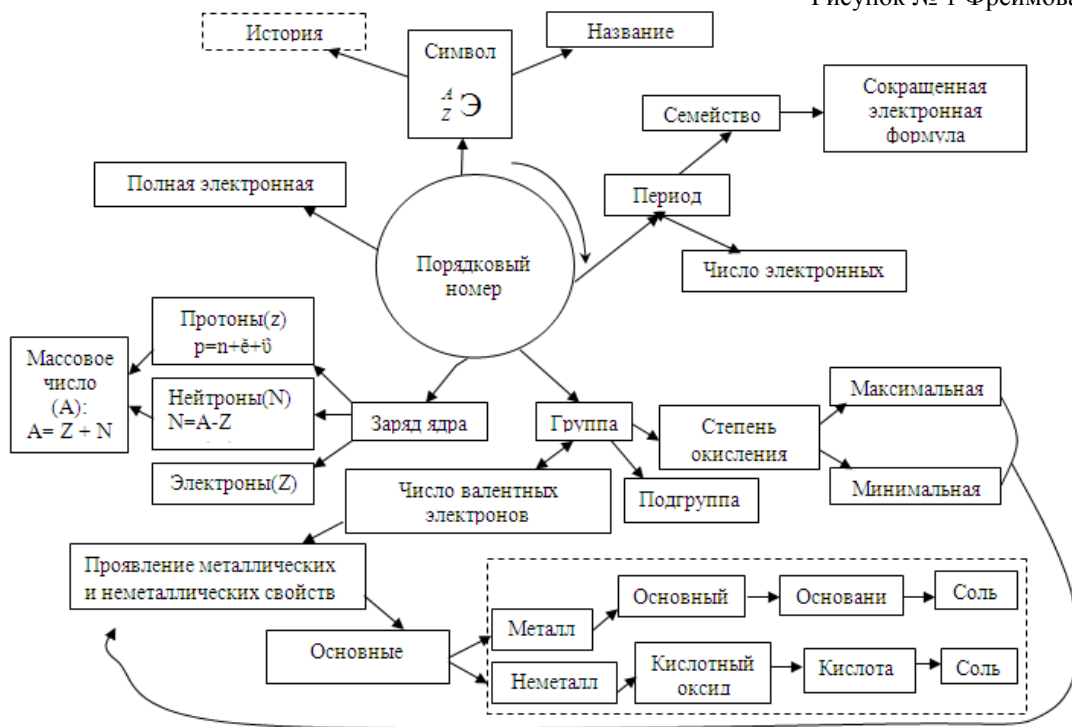 Рисунок № 1 Фреймова
История
Символ
A
Z Э
Название
Сокращенная
электронная
формула
Семейство
Полная электронная
Период
Порядковый
номер
Число электронных
Протоны(z)
p=n+ě+ΰ
Массовое
число
(А):
A= Z + N
Нейтроны(N)
N=A-Z
Заряд ядра
Электроны(Z)
Группа
Степень
окисления
Максимальная
Минимальная
Подгруппа
Число валентных
электронов
Проявление металлических
и неметаллических свойств
Основные
Металл
Основный
Основани
Соль
Неметалл
Кислотный
оксид
Кислота
Соль